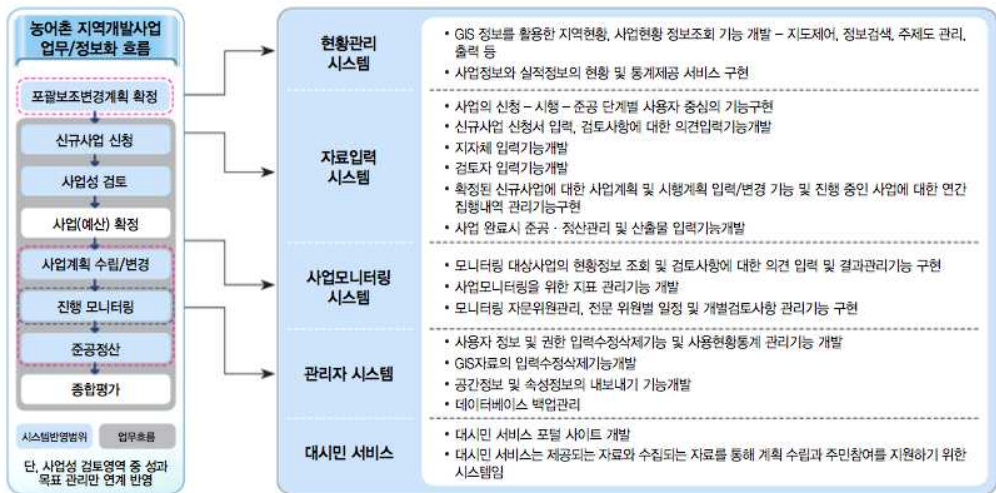 농어촌 지역개발사업
업무/정보화 흐름
포괄보조변경계획 확정
신규사업 신청
사업성 검토
사업(예산) 확정
사업계획 수립/변경
진행 모니터링
준공정산
종합평가
시스템반영범위
업무흐름
단, 사업성 검토영역 중 성과
목표 관리만 연계 반영
현황관리
시스템
• GIS 정보를 활용한 지역현황, 사업현황 정보조회 기능 개발 – 지도제어, 정보검색, 주제도 관리,
출력 등
• 사업정보와 실적정보의 현황 및 통계제공 서비스 구현
자료입력
시스템
• 사업의 신청 – 시행 – 준공 단계별 사용자 중심의 기능구현
• 신규사업 신청서 입력, 검토사항에 대한 의견입력기능개발
• 지자체 입력기능개발
• 검토자 입력기능개발
• 확정된 신규사업에 대한 사업계획 및 시행계획 입력/변경 기능 및 진행 중인 사업에 대한 연간
집행내역 관리기능구현
• 사업 완료시 준공 · 정산관리 및 산출물 입력기능개발
사업모니터링
시스템
• 모니터링 대상사업의 현황정보 조회 및 검토사항에 대한 의견 입력 및 결과관리기능 구현
• 사업모니터링을 위한 지표 관리기능 개발
• 모니터링 자문위원관리, 전문 위원별 일정 및 개별검토사항 관리기능 구현
관리자 시스템
• 사용자 정보 및 권한 입력수정삭제기능 및 사용현황통계 관리기능 개발
• GIS자료의 입력수정삭제기능개발
• 공간정보 및 속성정보의 내보내기 기능개발
• 데이터베이스 백업관리
대시민 서비스
• 대시민 서비스 포털 사이트 개발
• 대시민 서비스는 제공되는 자료와 수집되는 자료를 통해 계획 수립과 주민참여를 지원하기 위한
시스템임